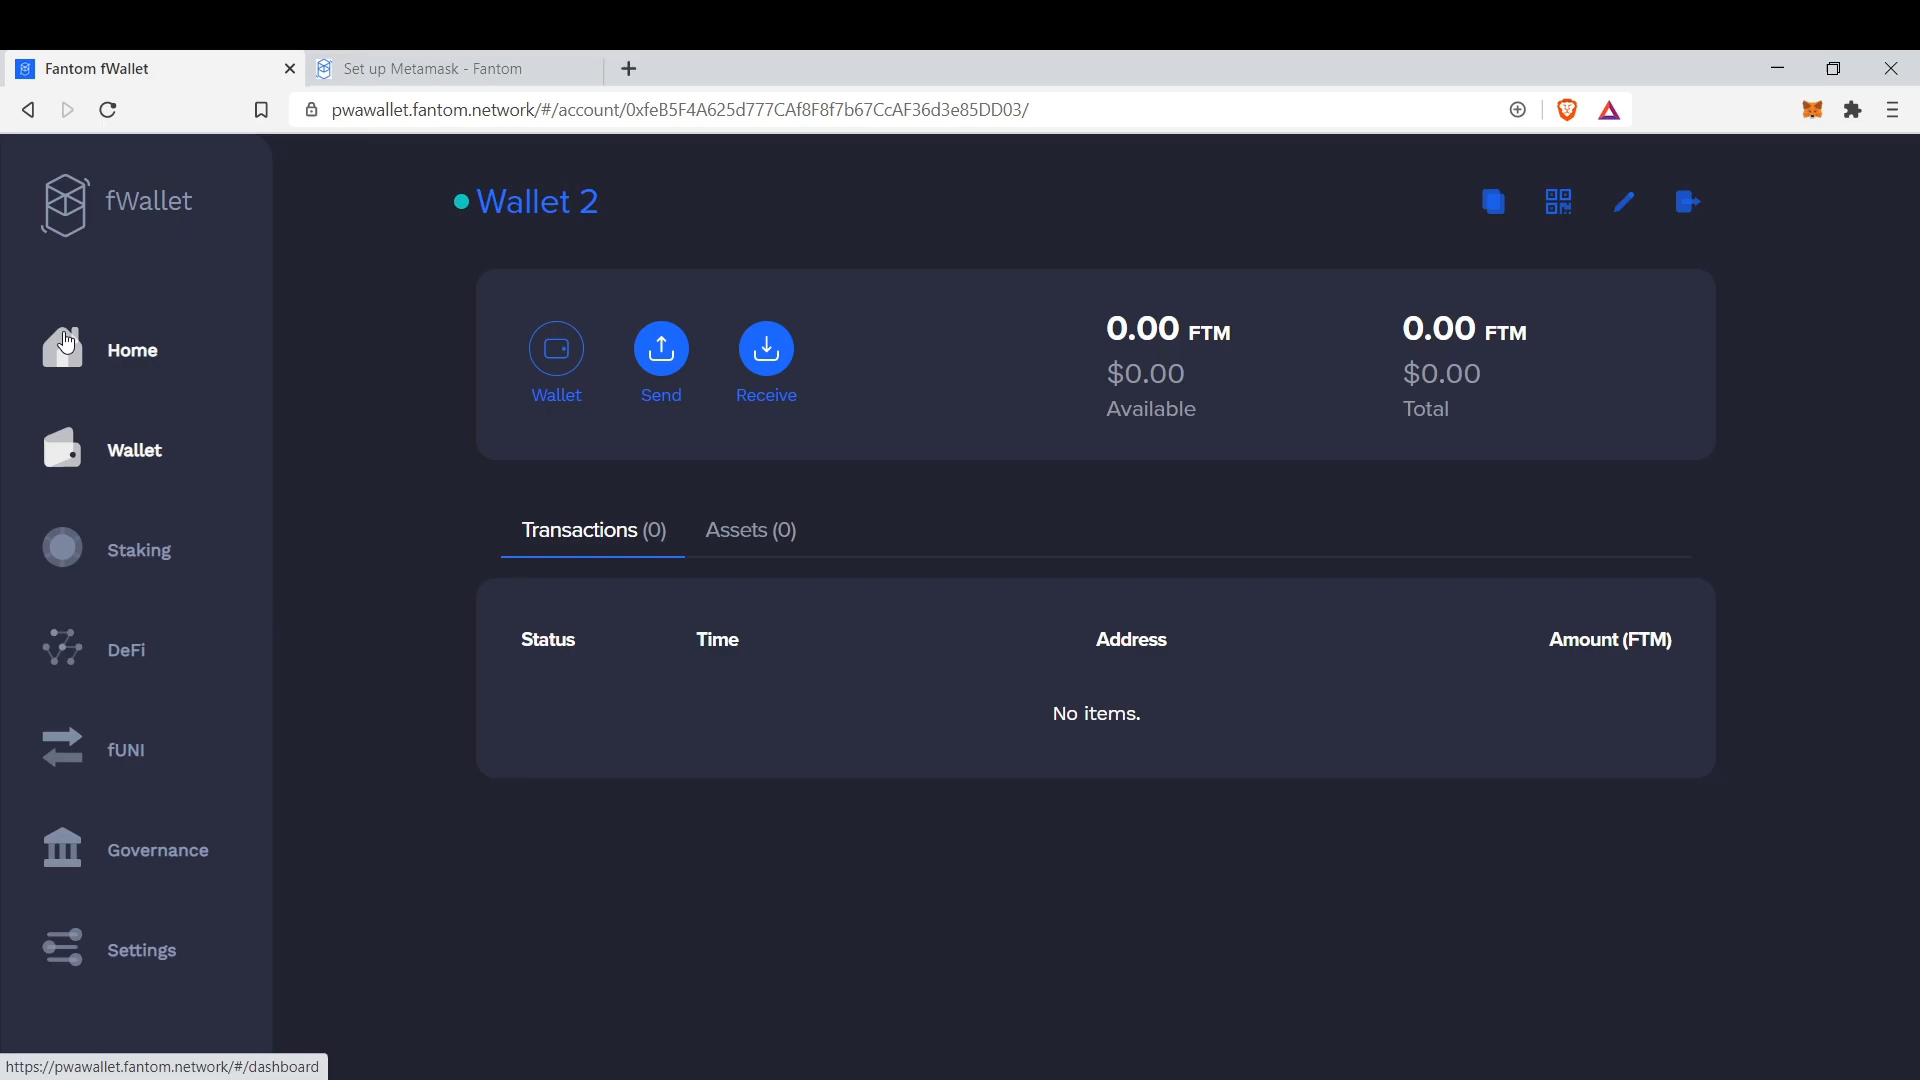 Fantom fWallet
Set up Metamask - Fantom
pwawallet.fantom.network/#/account/0xfeB5F4A625d777CAf8F8f7b67CcAF36d3e85DD03/
fWallet
Wallet 2
Home
Wallet
Staking
DeFi
fUNI
Governance
Settings
Wallet
Send
Receive
0.00 FTM
$0.00
Available
0.00 FTM
$0.00
Total
Transactions (0)
Assets (0)
Status
Time
Address
Amount (FTM)
No items.
https://pwawallet.fantom.network/#/dashboard